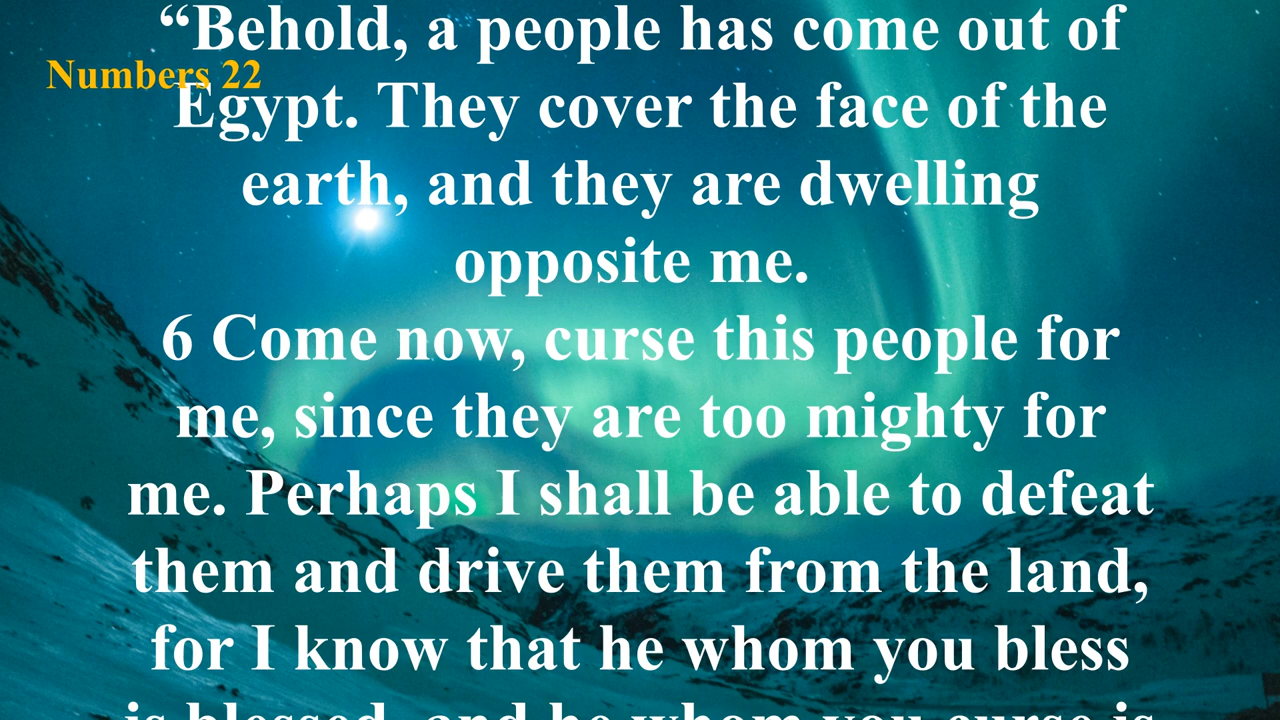 “Behold, a people has come out of
Numbers 22
Egypt. They cover the face of the
earth, and they are dwelling
opposite me.
6 Come now, curse this people for
me, since they are too mighty for
me. Perhaps I shall be able to defeat
them and drive them from the land,
for I know that he whom you bless
is blessed, and he whom you curse is